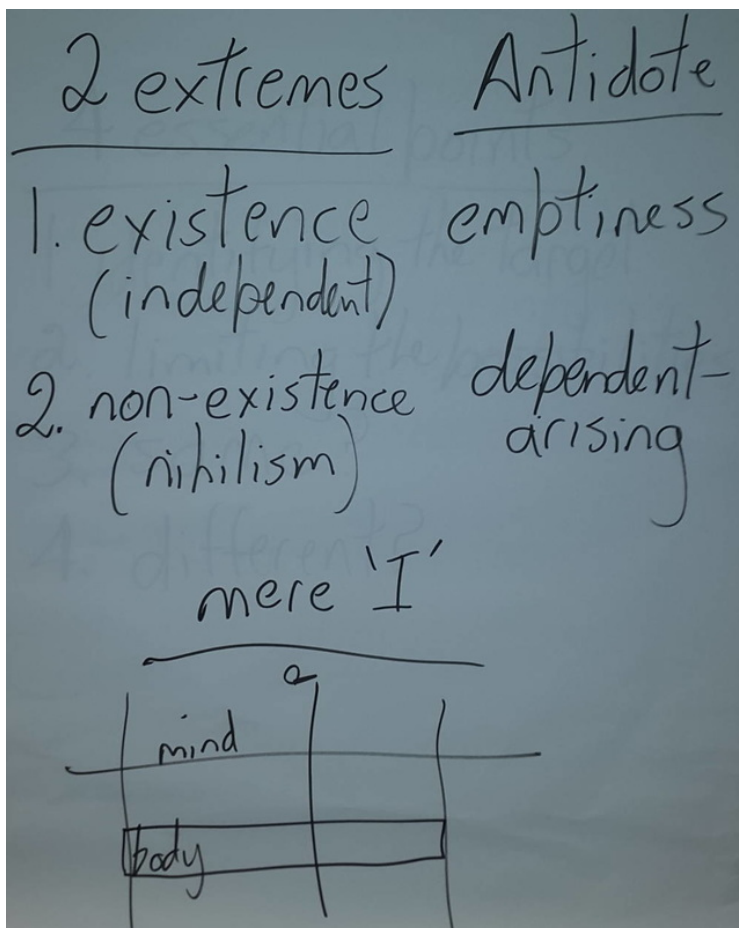 2 extremes Antidote
1. existence emptiness
(independent)
2. non-existence dependent-
(nihilism) arising
mere 'I'
mind
body